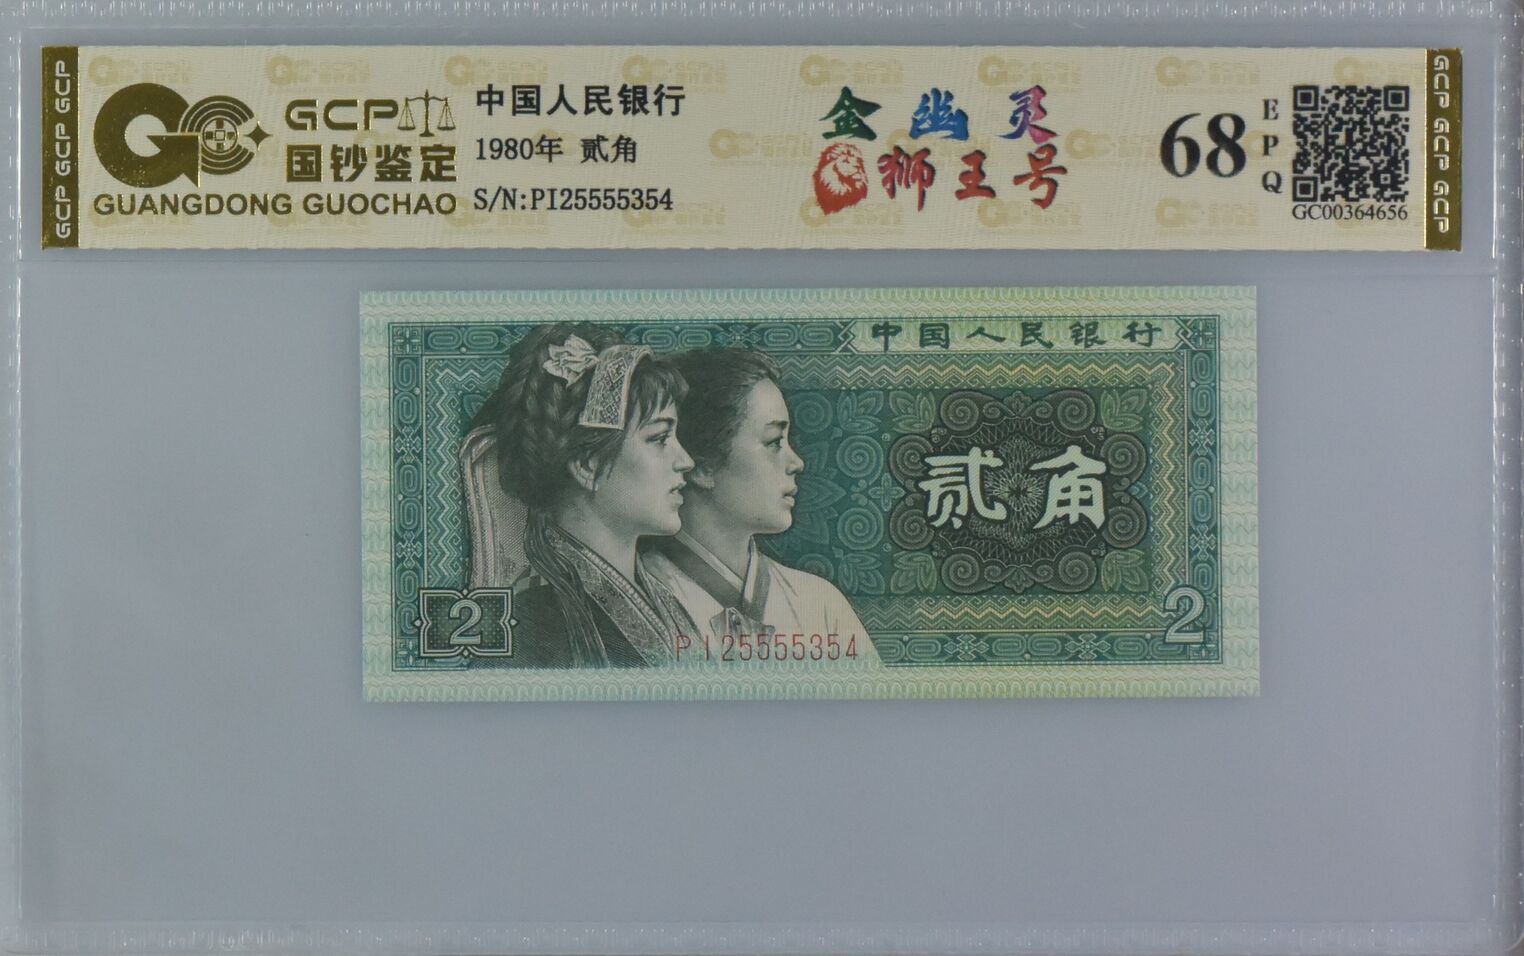 GCP GCP GCP
GCP
国钞鉴定
GUANGDONG GUOCHAO
中国人民银行
1980年 贰角
S/N:PI25555354
金幽灵
狮王号
68
EPQ
GC00364656
GCP GCP GCP
中国人民银行
贰角
2
2
PI25555354